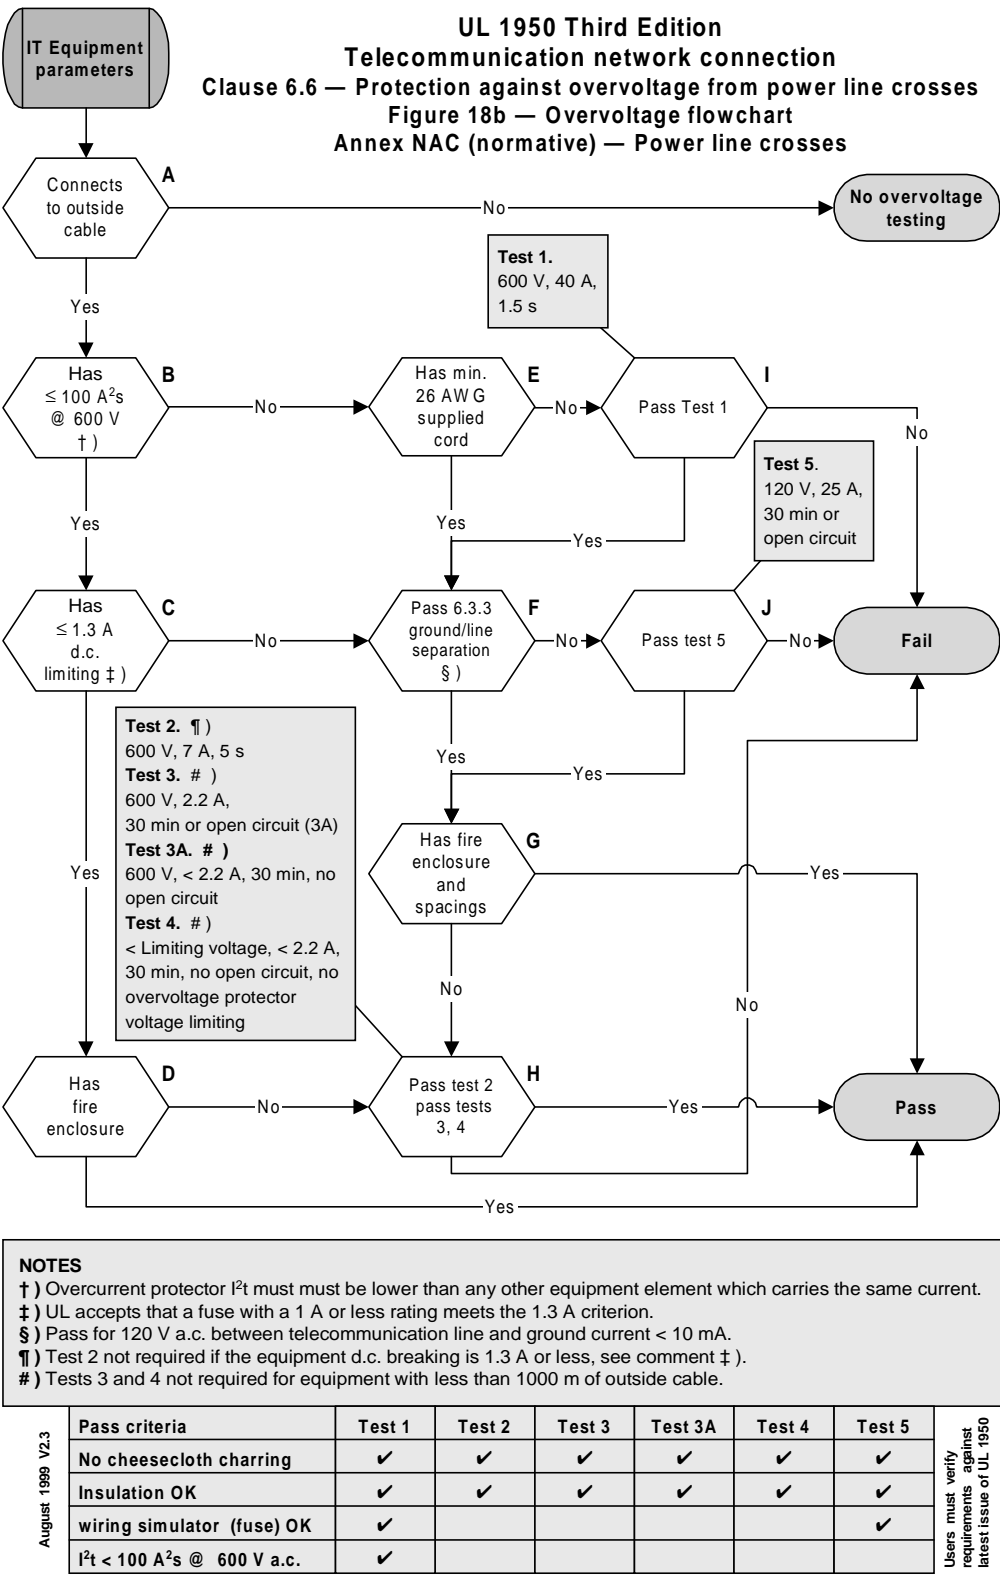 UL 1950 Third Edition
Telecommunication network connection
Clause 6.6 — Protection against overvoltage from power line crosses
Figure 18b — Overvoltage flowchart
Annex NAC (normative) — Power line crosses
IT Equipment
parameters
A
Connects
to outside
cable
No
No overvoltage
testing
Yes
Test 1.
600 V, 40 A,
1.5 s
B
Has
≤ 100 A²s
@ 600 V
† )
No
E
Has min.
26 AWG
supplied
cord
No
I
Pass Test 1
No
Yes
Yes
Yes
Test 5.
120 V, 25 A,
30 min or
open circuit
C
Has
≤ 1.3 A
d.c.
limiting ‡ )
No
F
Pass 6.3.3
ground/line
separation
§ )
No
J
Pass test 5
No
Fail
Test 2. ¶ )
600 V, 7 A, 5 s
Test 3. # )
600 V, 2.2 A,
30 min or open circuit (3A)
Test 3A. # )
600 V, < 2.2 A, 30 min, no
open circuit
Test 4. # )
< Limiting voltage, < 2.2 A,
30 min, no open circuit, no
overvoltage protector
voltage limiting
Yes
Yes
Yes
G
Has fire
enclosure
and
spacings
Yes
No
No
D
Has
fire
enclosure
No
H
Pass test 2
pass tests
3, 4
Yes
Pass
Yes
NOTES
† ) Overcurrent protector I²t must must be lower than any other equipment element which carries the same current.
‡ ) UL accepts that a fuse with a 1 A or less rating meets the 1.3 A criterion.
§ ) Pass for 120 V a.c. between telecommunication line and ground current < 10 mA.
¶ ) Test 2 not required if the equipment d.c. breaking is 1.3 A or less, see comment ‡ ).
# ) Tests 3 and 4 not required for equipment with less than 1000 m of outside cable.
August 1999 V2.3
Pass criteria Test 1 Test 2 Test 3 Test 3A Test 4 Test 5
No cheesecloth charring ✔ ✔ ✔ ✔ ✔ ✔
Insulation OK ✔ ✔ ✔ ✔ ✔ ✔
wiring simulator (fuse) OK ✔ ✔
I²t < 100 A²s @ 600 V a.c. ✔
Users must verify
requirements against
latest issue of UL 1950